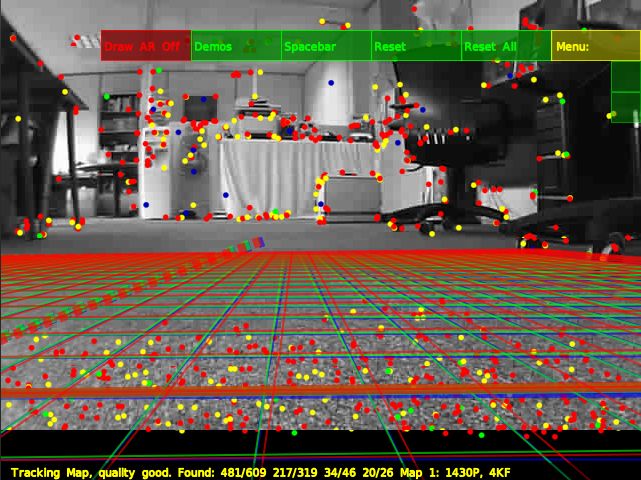 Draw AR Off Demos Spacebar Reset Reset All Menu:
Tracking Map, quality good. Found: 481/609 217/319 34/46 20/26 Map 1: 1430P, 4KF